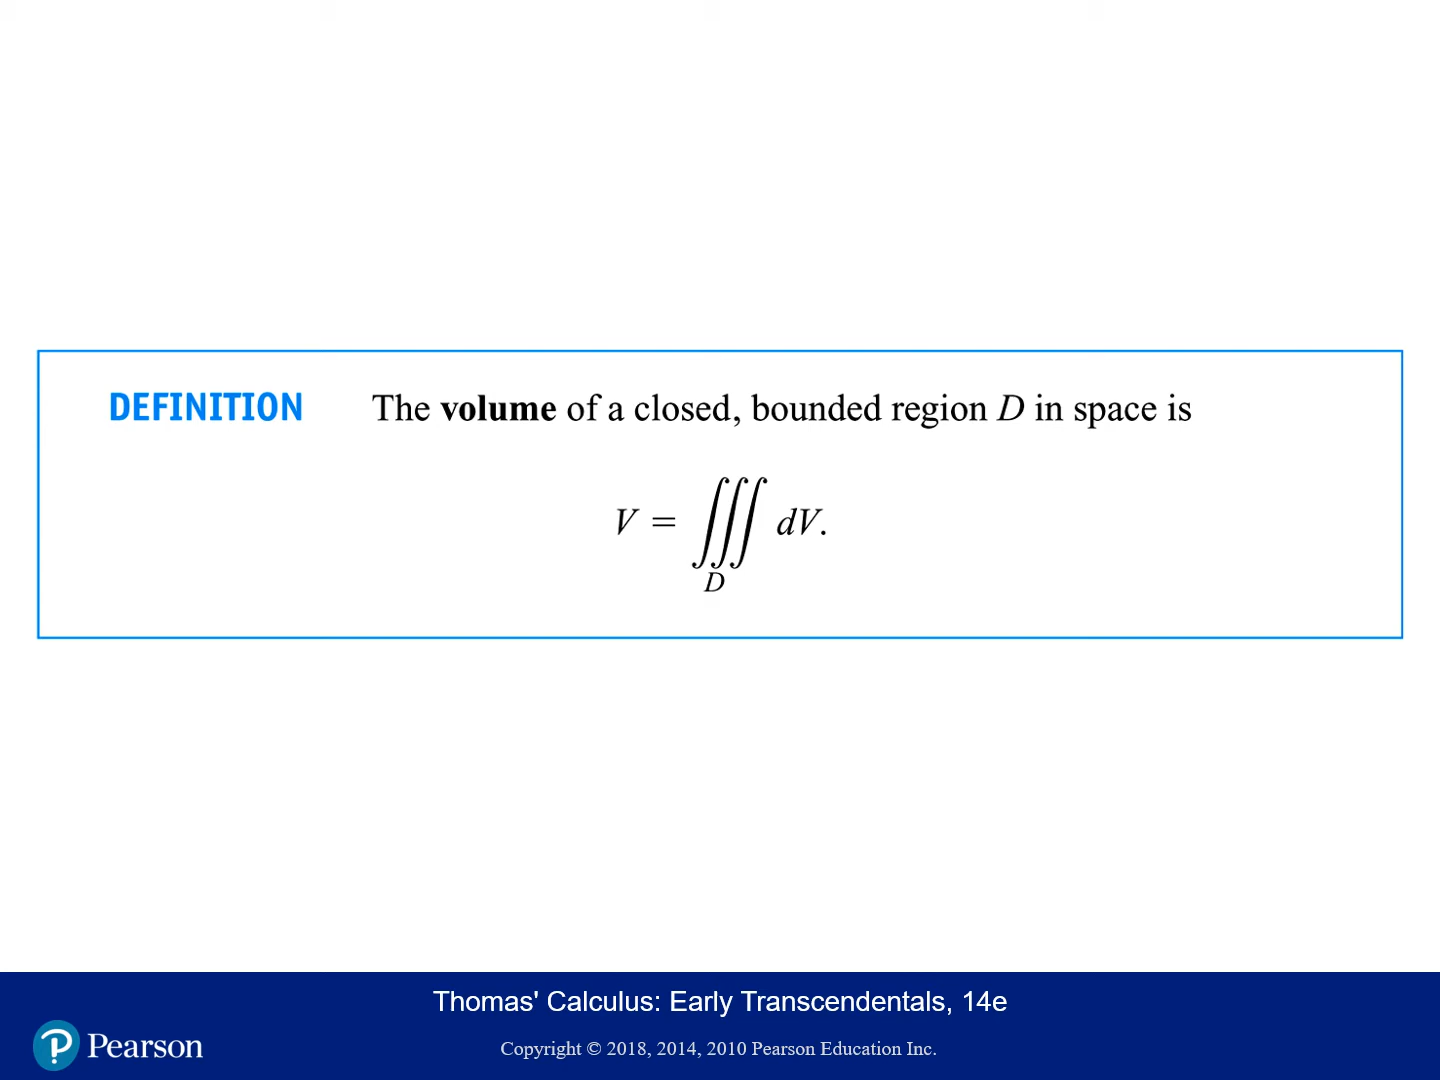 DEFINITION The volume of a closed, bounded region D in space is
V = ∭ dV.
D
Thomas' Calculus: Early Transcendentals, 14e
Pearson
Copyright © 2018, 2014, 2010 Pearson Education Inc.